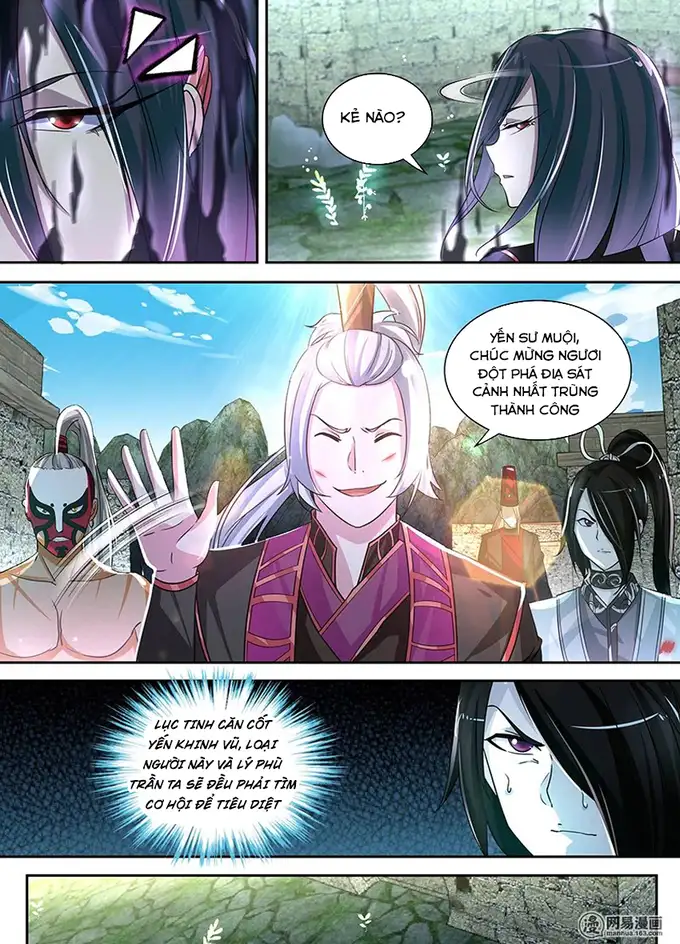 KẺ NÀO?
YẾN SƯ MUỘI,
CHÚC MỪNG NGƯƠI
ĐỘT PHÁ ĐỊA SÁT
CẢNH NHẤT TRÙNG
THÀNH CÔNG
LỤC TINH CĂN CỐT
YẾN KHINH VŨ, LOẠI
NGƯỜI NÀY VÀ LÝ PHÙ
TRẦN TA SẼ ĐỀU PHẢI TÌM
CƠ HỘI ĐỂ TIÊU DIỆT
网易漫画
manhua.163.com